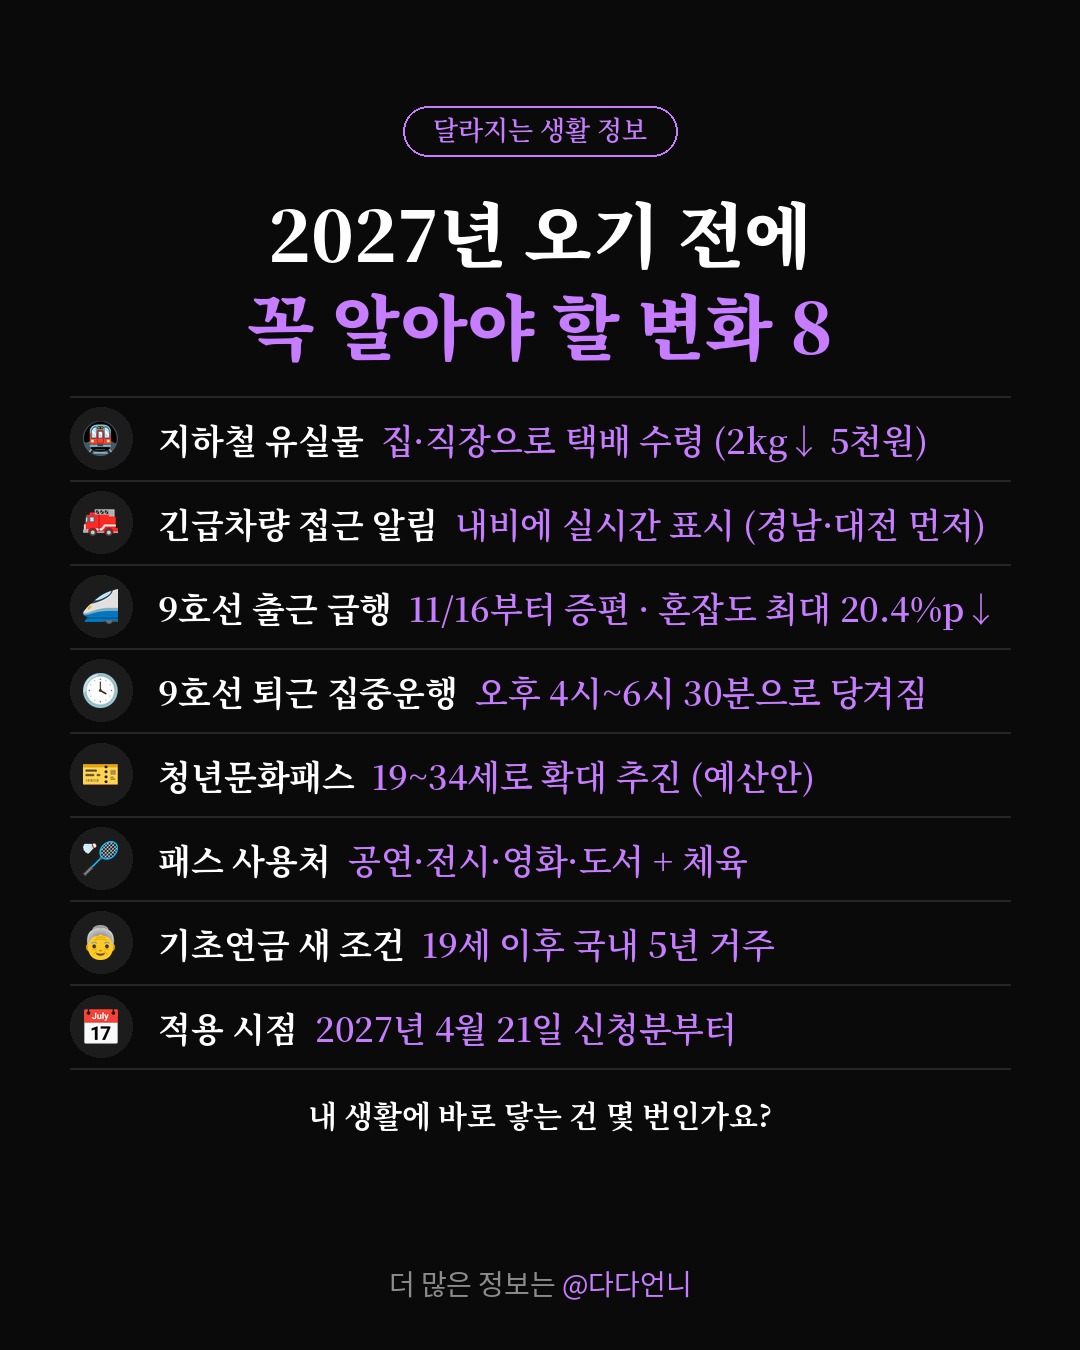 달라지는 생활 정보
2027년 오기 전에
꼭 알아야 할 변화 8
지하철 유실물 집·직장으로 택배 수령 (2kg↓ 5천원)
긴급차량 접근 알림 내비에 실시간 표시 (경남·대전 먼저)
9호선 출근 급행 11/16부터 증편 · 혼잡도 최대 20.4%p↓
9호선 퇴근 집중운행 오후 4시~6시 30분으로 당겨짐
청년문화패스 19~34세로 확대 추진 (예산안)
패스 사용처 공연·전시·영화·도서 + 체육
기초연금 새 조건 19세 이후 국내 5년 거주
July
17
적용 시점 2027년 4월 21일 신청분부터
내 생활에 바로 닿는 건 몇 번인가요?
더 많은 정보는 @다다언니